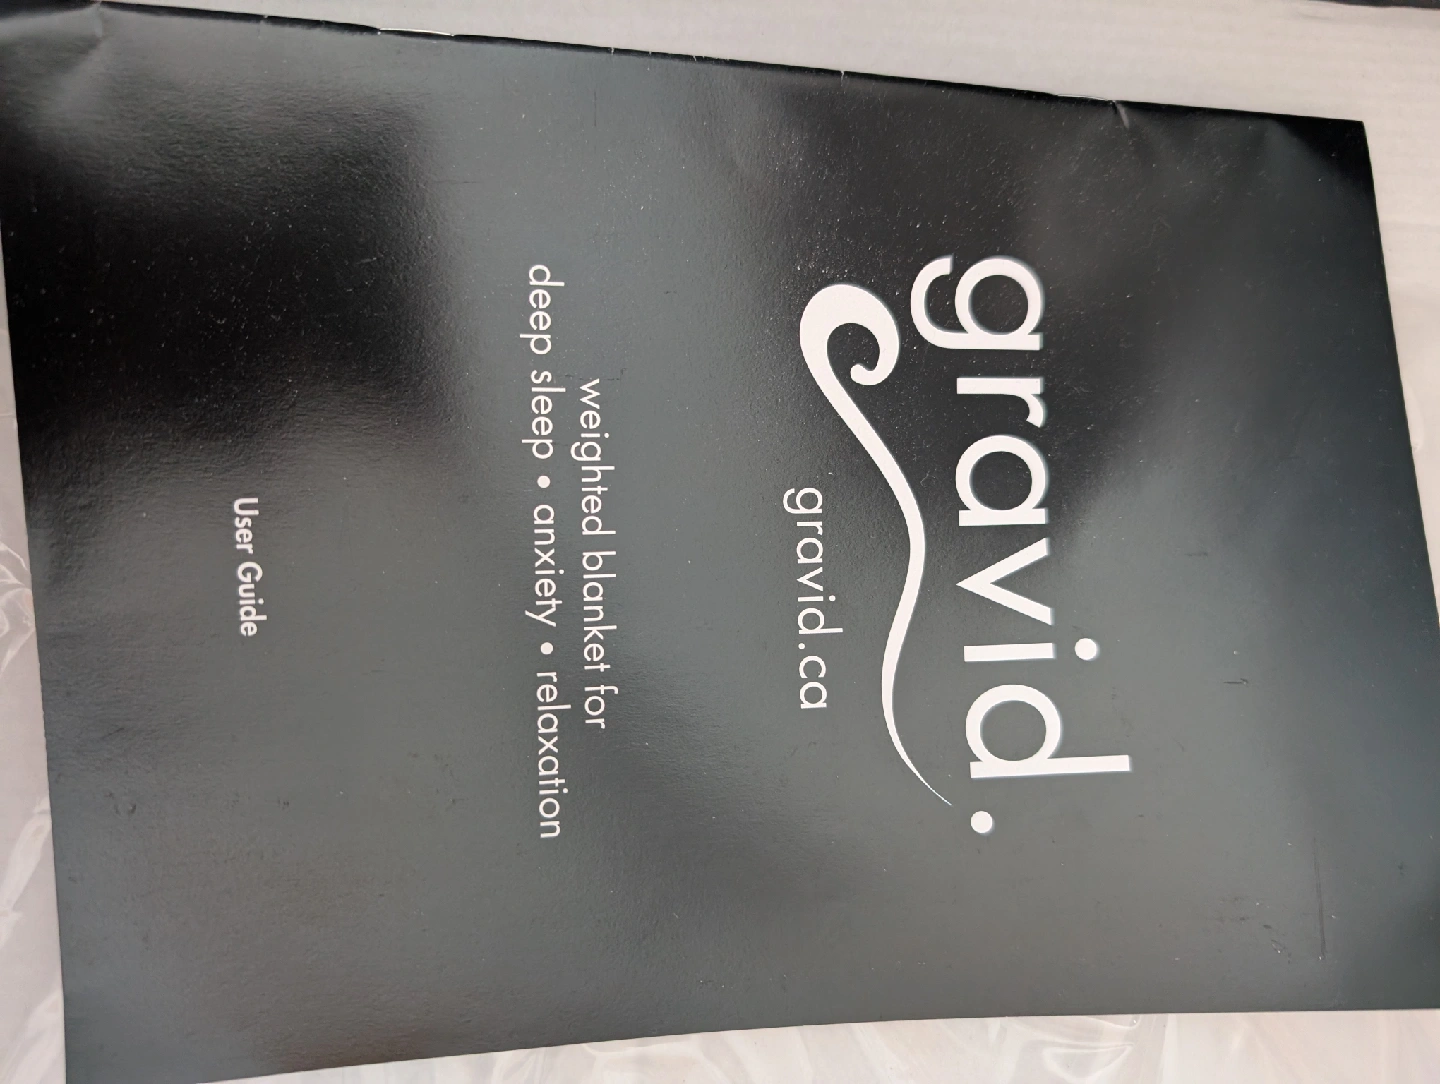 gravid.
gravid.ca
weighted blanket for
deep sleep • anxiety • relaxation
User Guide